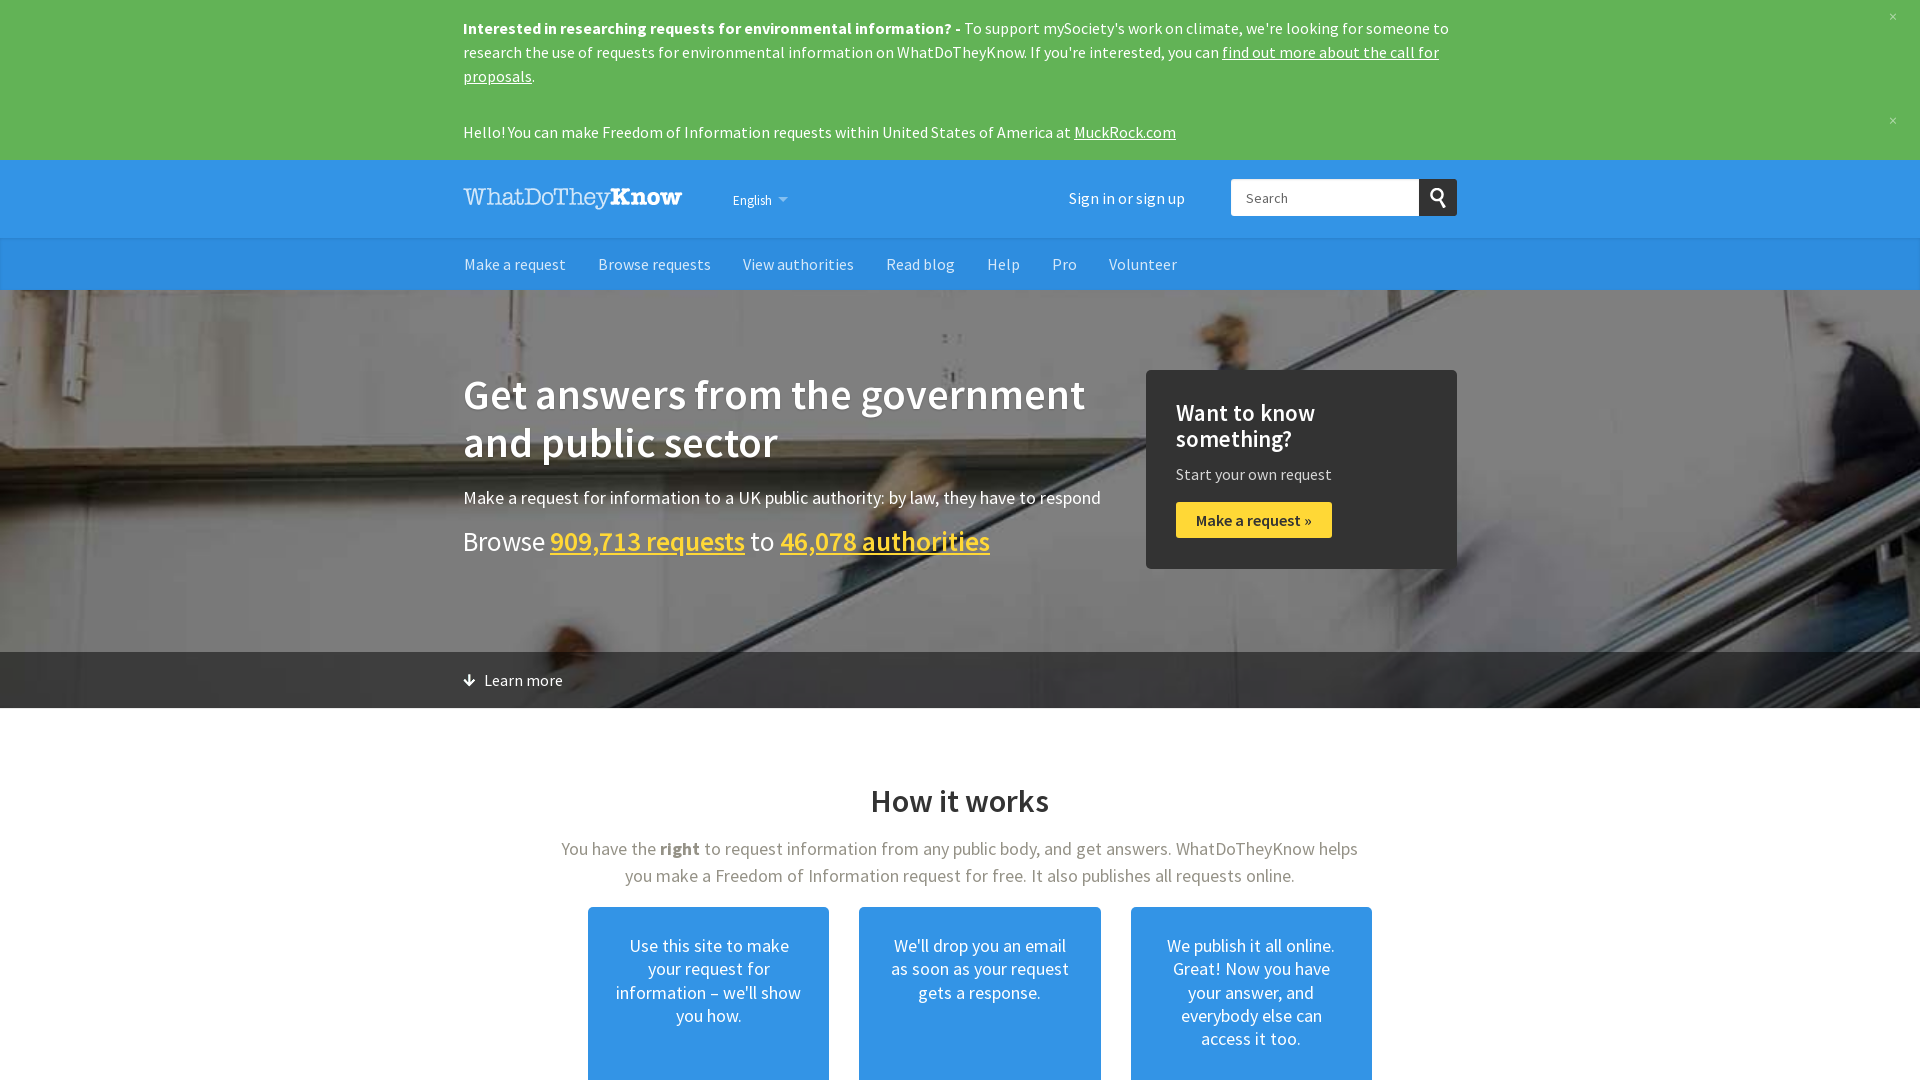 Interested in researching requests for environmental information? - To support mySociety's work on climate, we're looking for someone to
research the use of requests for environmental information on WhatDoTheyKnow. If you're interested, you can find out more about the call for
proposals.
×
Hello! You can make Freedom of Information requests within United States of America at MuckRock.com
×
WhatDoTheyKnow
English
Sign in or sign up
Search
Make a request
Browse requests
View authorities
Read blog
Help
Pro
Volunteer
Get answers from the government
and public sector
Make a request for information to a UK public authority: by law, they have to respond
Browse 909,713 requests to 46,078 authorities
Want to know
something?
Start your own request
Make a request »
Learn more
How it works
You have the right to request information from any public body, and get answers. WhatDoTheyKnow helps
you make a Freedom of Information request for free. It also publishes all requests online.
Use this site to make
your request for
information – we'll show
you how.
We'll drop you an email
as soon as your request
gets a response.
We publish it all online.
Great! Now you have
your answer, and
everybody else can
access it too.